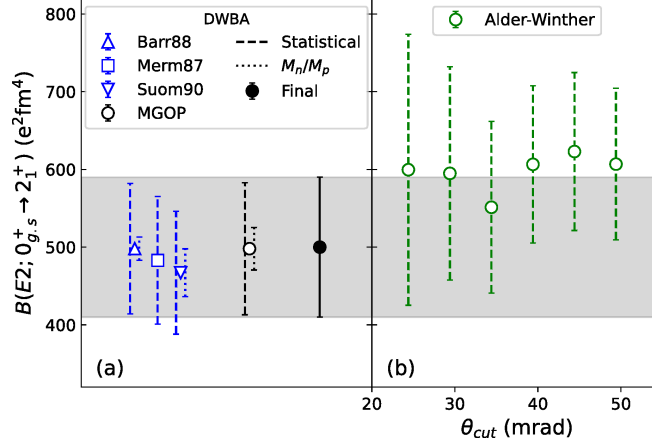 800
700
600
500
400
B(E2; 0⁺g.s → 2⁺₁) (e²fm⁴)
DWBA
Barr88
Merm87
Suom90
MGOP
Statistical
Mn/Mp
Final
(a)
Alder-Winther
(b)
20 30 40 50
θcut (mrad)